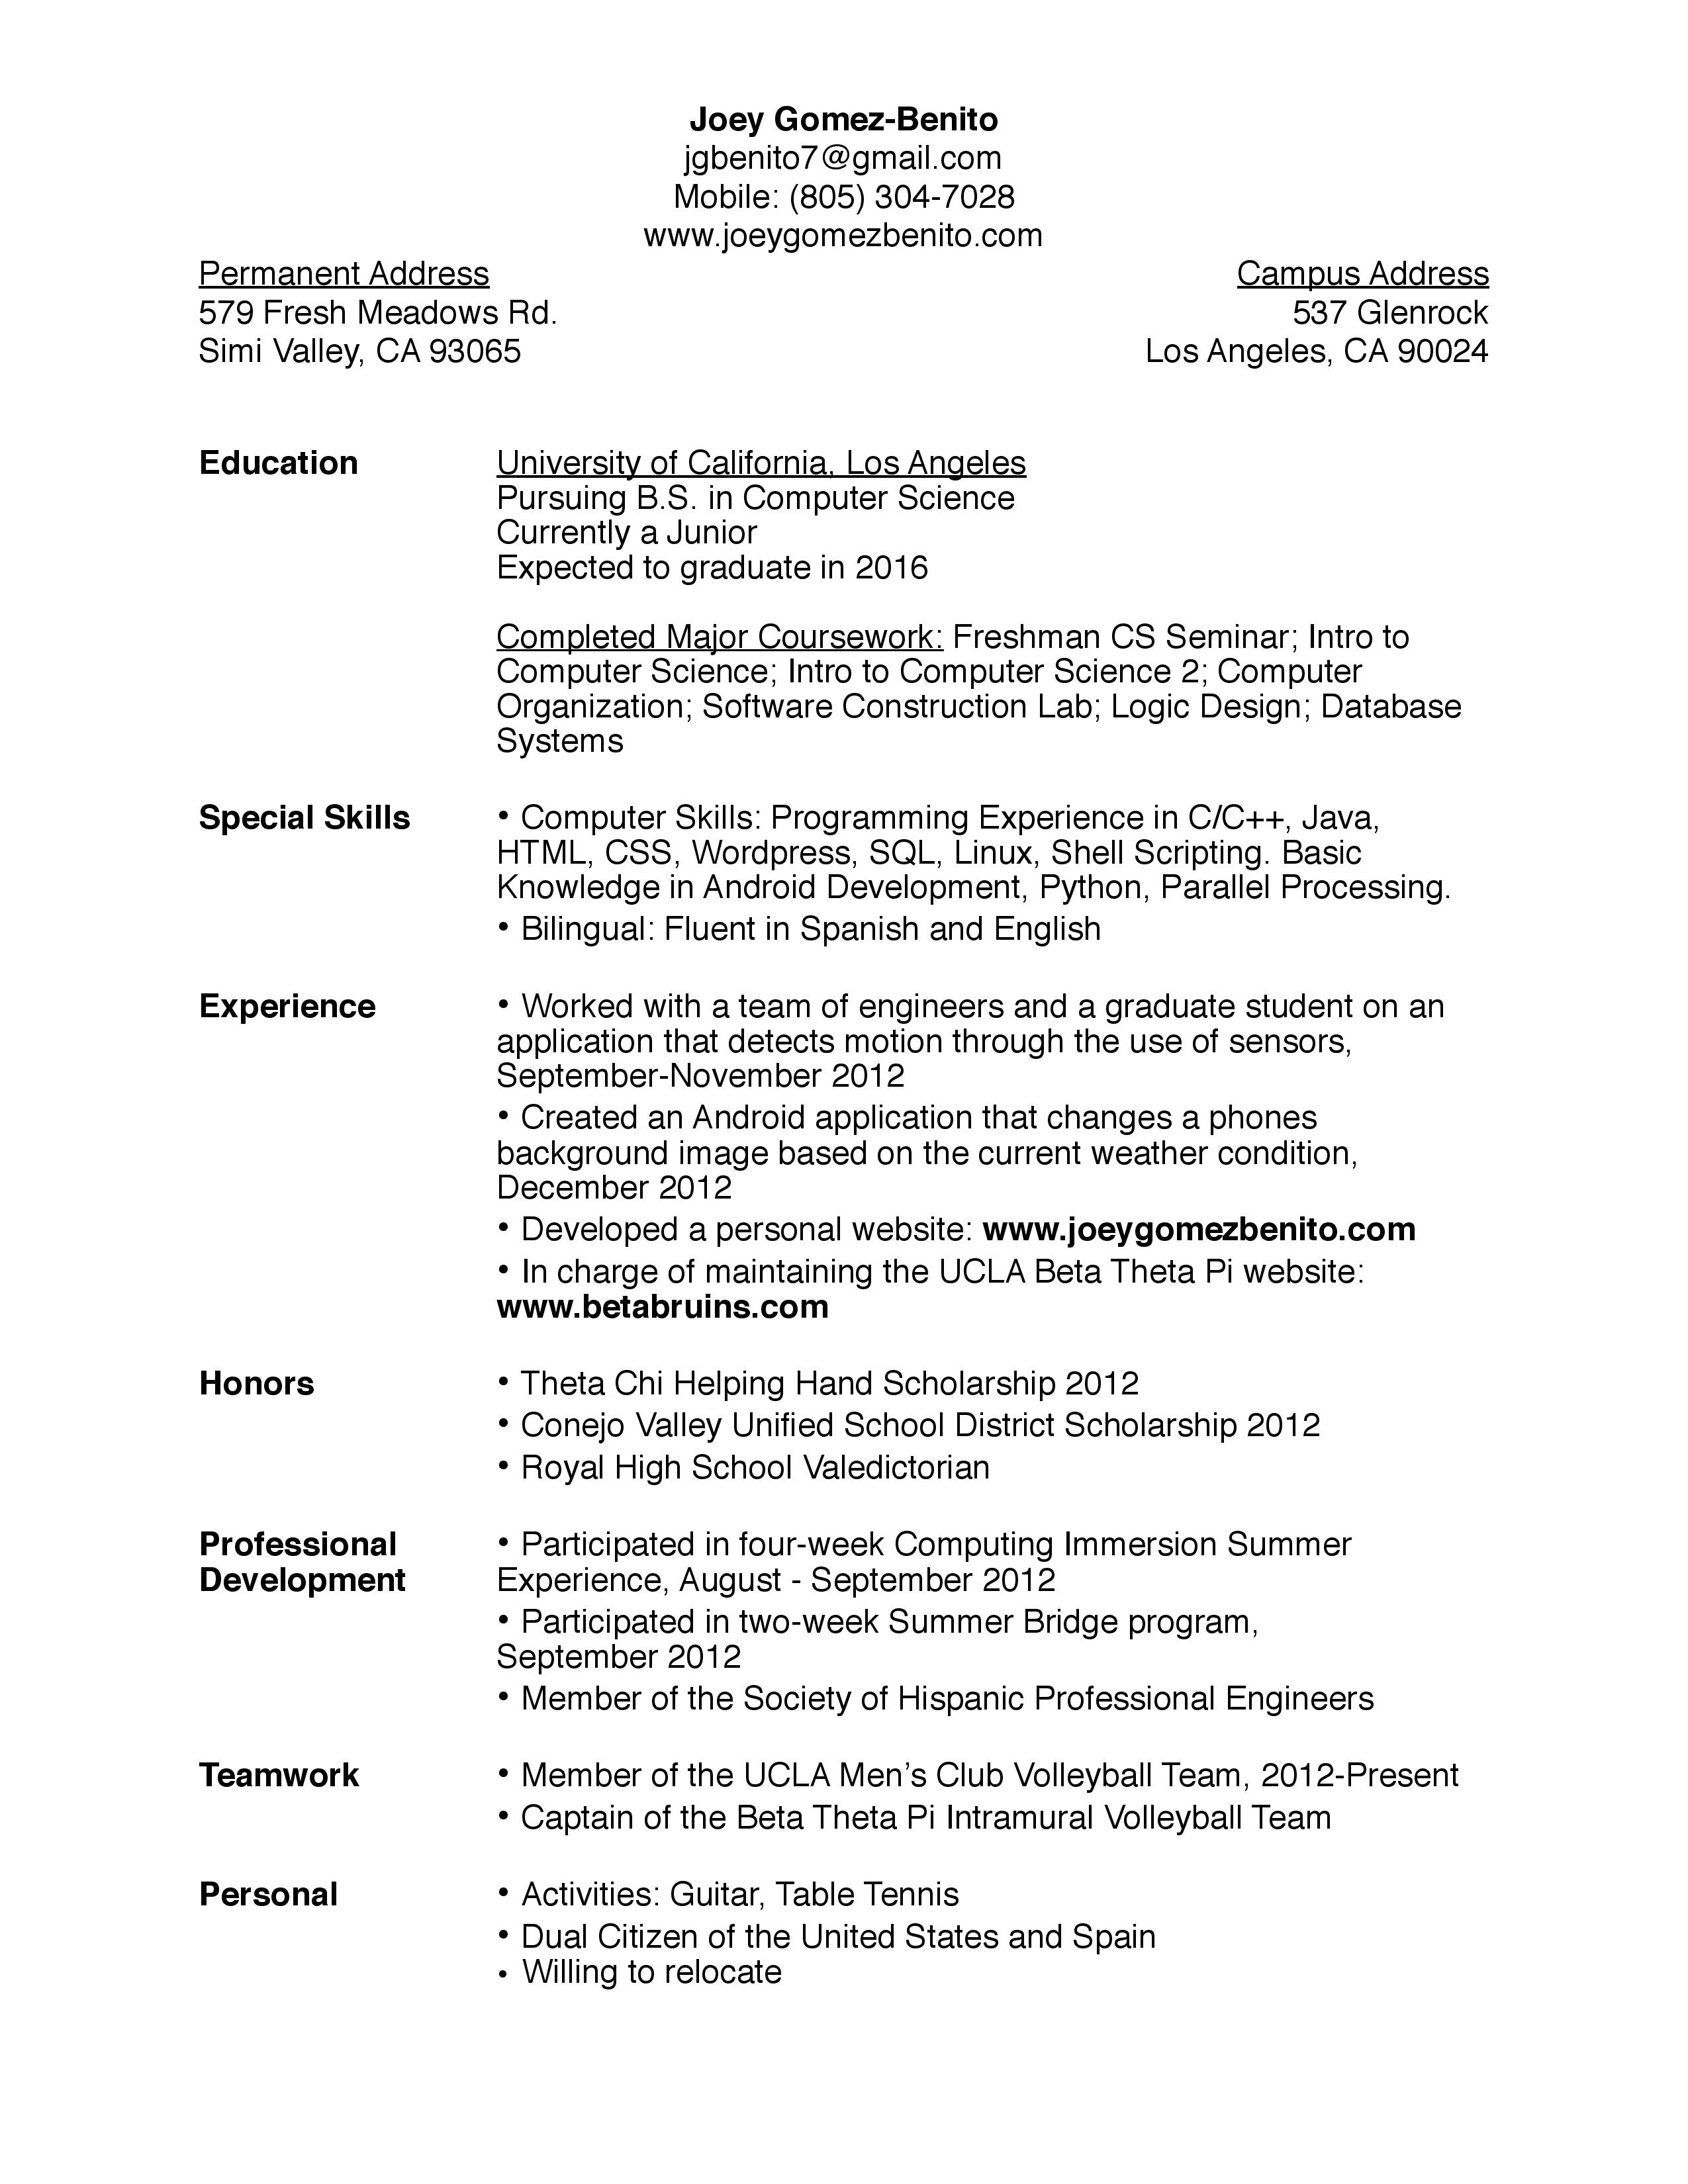 Joey Gomez-Benito
jgbenito7@gmail.com
Mobile: (805) 304-7028
www.joeygomezbenito.com
Permanent Address
Campus Address
579 Fresh Meadows Rd.
537 Glenrock
Simi Valley, CA 93065
Los Angeles, CA 90024
Education
University of California, Los Angeles
Pursuing B.S. in Computer Science
Currently a Junior
Expected to graduate in 2016
Completed Major Coursework: Freshman CS Seminar; Intro to
Computer Science; Intro to Computer Science 2; Computer
Organization; Software Construction Lab; Logic Design; Database
Systems
Special Skills
• Computer Skills: Programming Experience in C/C++, Java,
HTML, CSS, Wordpress, SQL, Linux, Shell Scripting. Basic
Knowledge in Android Development, Python, Parallel Processing.
• Bilingual: Fluent in Spanish and English
Experience
• Worked with a team of engineers and a graduate student on an
application that detects motion through the use of sensors,
September-November 2012
• Created an Android application that changes a phones
background image based on the current weather condition,
December 2012
• Developed a personal website: www.joeygomezbenito.com
• In charge of maintaining the UCLA Beta Theta Pi website:
www.betabruins.com
Honors
• Theta Chi Helping Hand Scholarship 2012
• Conejo Valley Unified School District Scholarship 2012
• Royal High School Valedictorian
Professional
Development
• Participated in four-week Computing Immersion Summer
Experience, August - September 2012
• Participated in two-week Summer Bridge program,
September 2012
• Member of the Society of Hispanic Professional Engineers
Teamwork
• Member of the UCLA Men’s Club Volleyball Team, 2012-Present
• Captain of the Beta Theta Pi Intramural Volleyball Team
Personal
• Activities: Guitar, Table Tennis
• Dual Citizen of the United States and Spain
• Willing to relocate